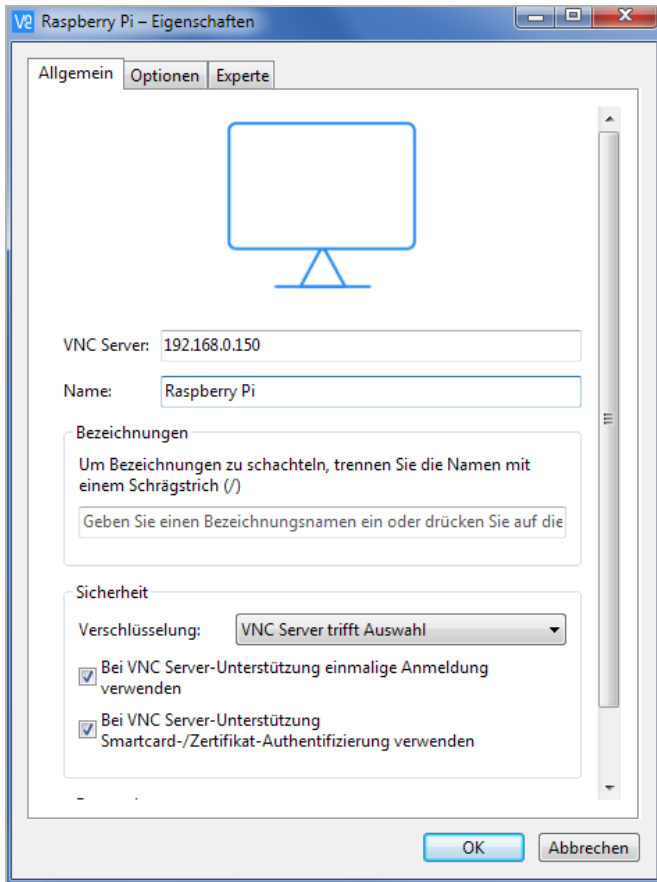 Raspberry Pi – Eigenschaften
Allgemein Optionen Experte
VNC Server: 192.168.0.150
Name: Raspberry Pi
Bezeichnungen
Um Bezeichnungen zu schachteln, trennen Sie die Namen mit
einem Schrägstrich (/)
Geben Sie einen Bezeichnungsnamen ein oder drücken Sie auf die
Sicherheit
Verschlüsselung: VNC Server trifft Auswahl
Bei VNC Server-Unterstützung einmalige Anmeldung
verwenden
Bei VNC Server-Unterstützung
Smartcard-/Zertifikat-Authentifizierung verwenden
OK Abbrechen